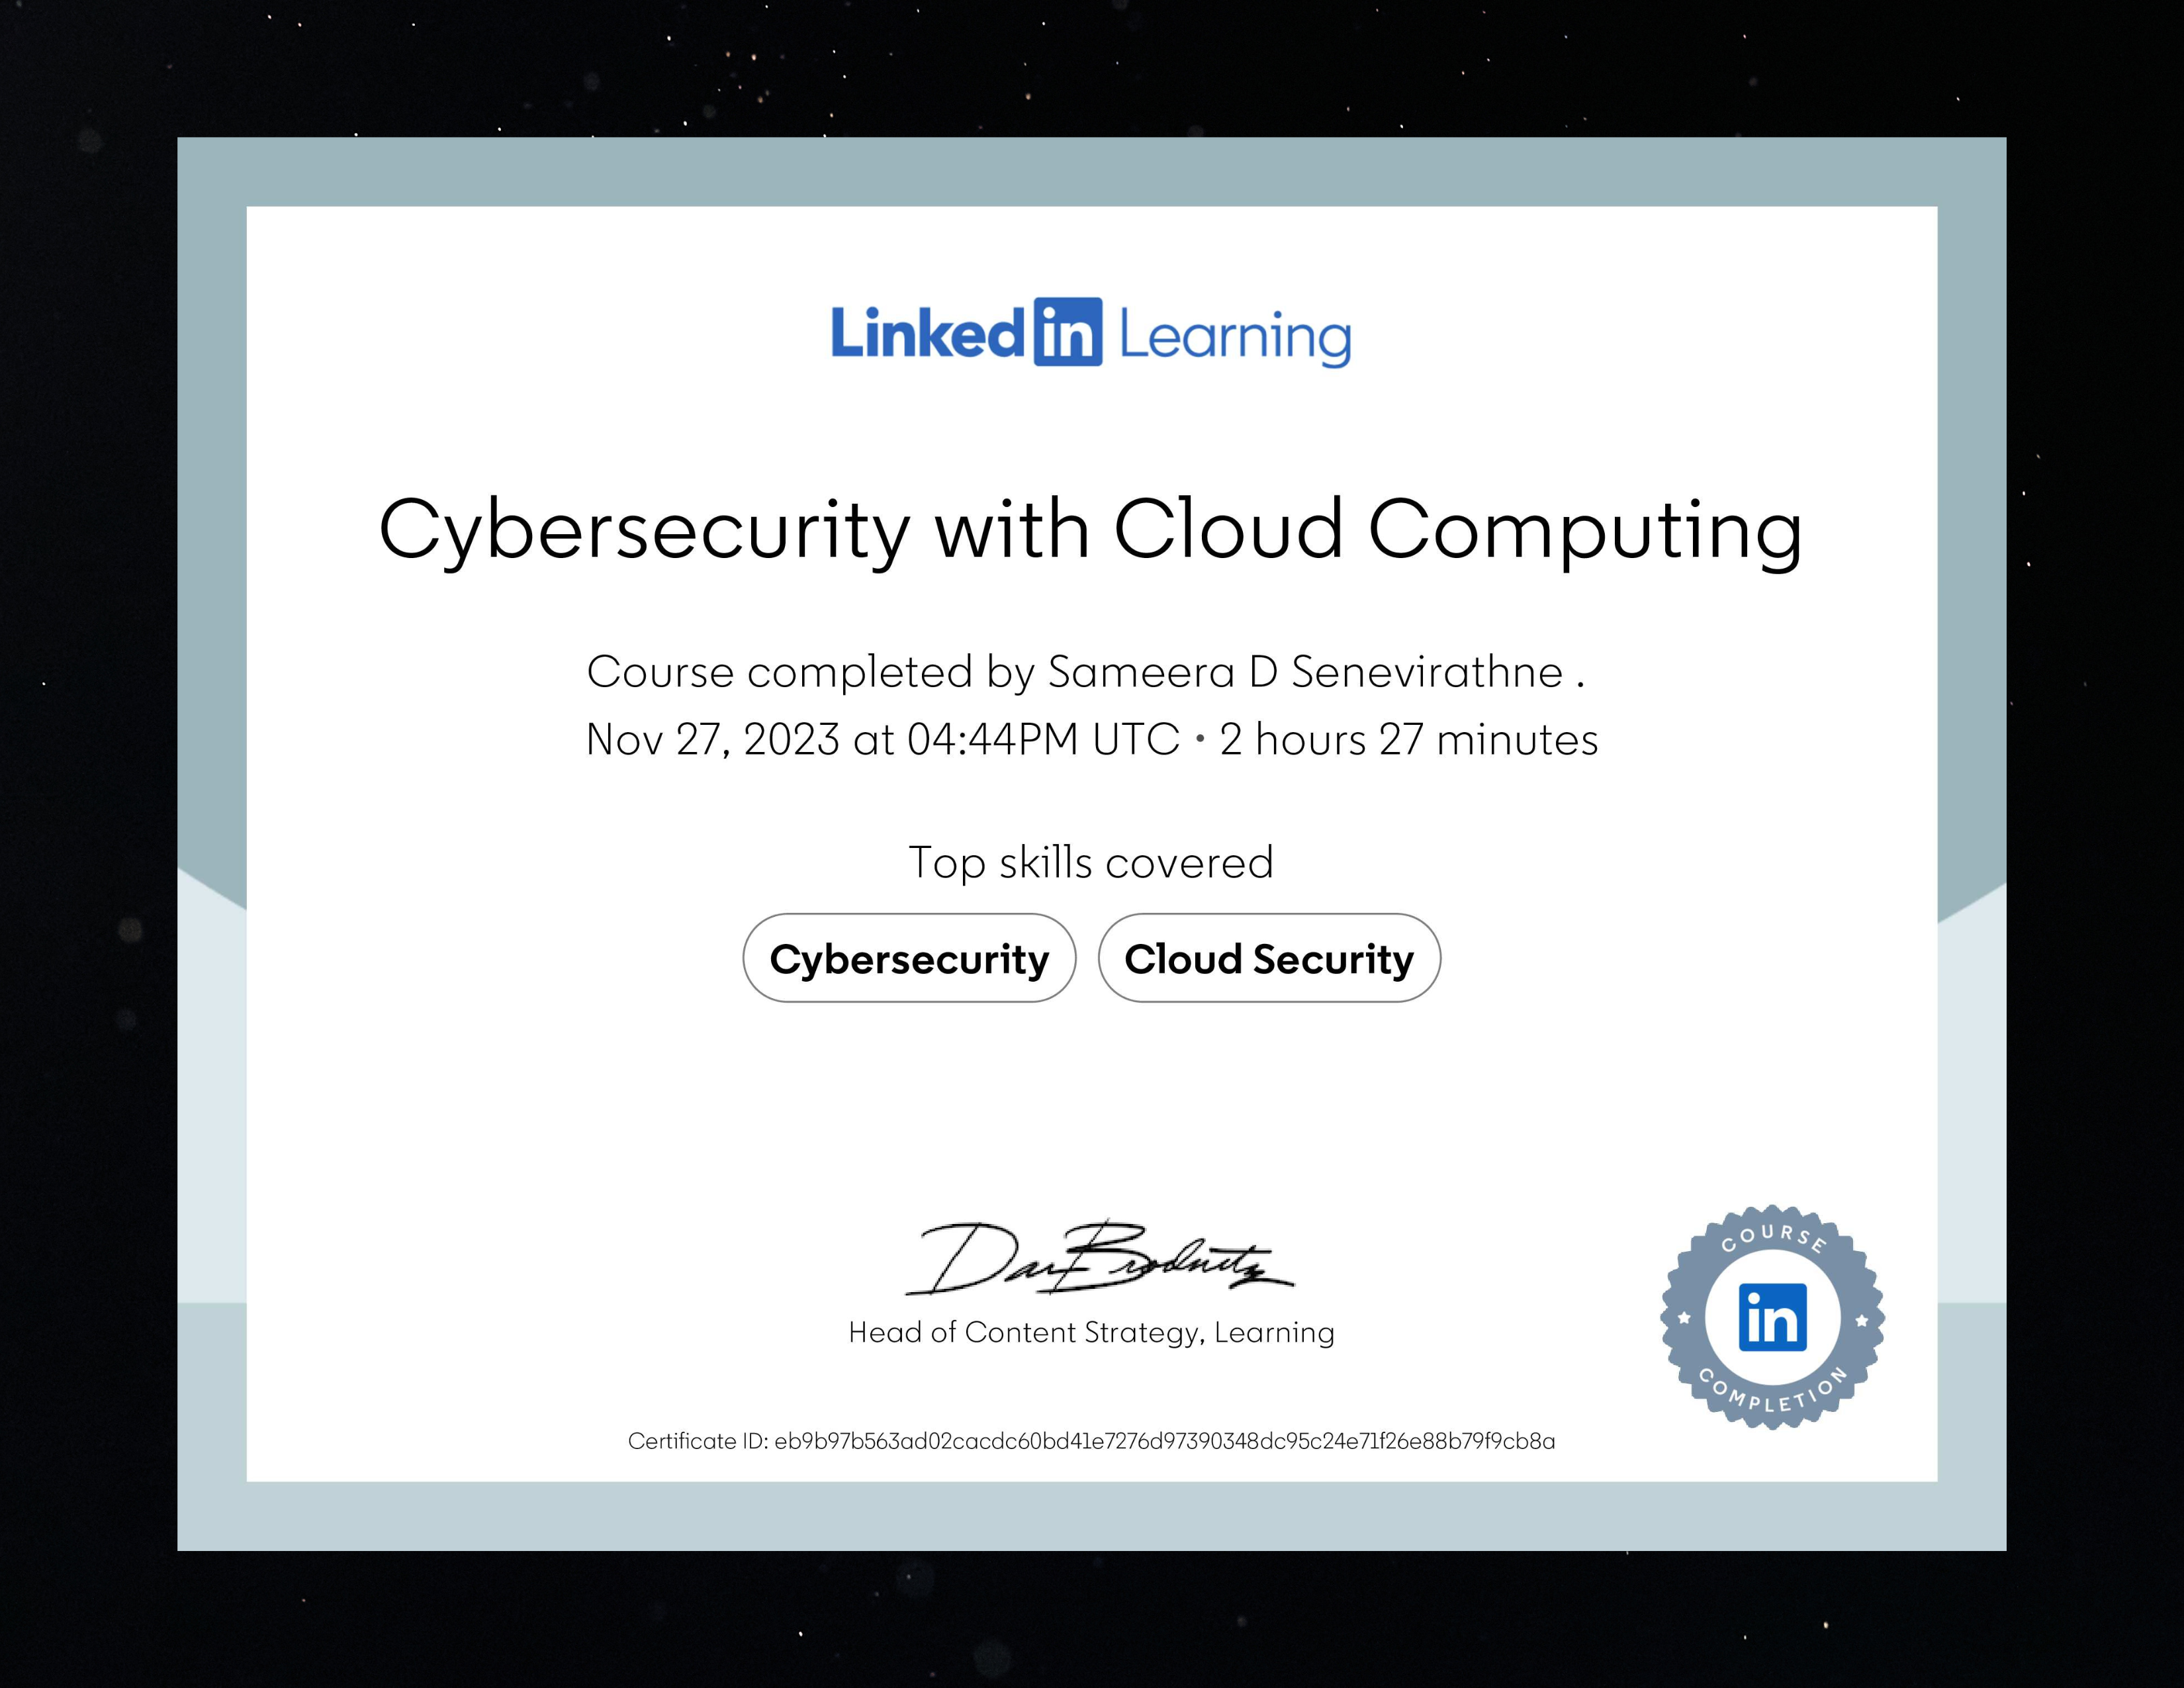 Linked in Learning
Cybersecurity with Cloud Computing
Course completed by Sameera D Senevirathne .
Nov 27, 2023 at 04:44PM UTC • 2 hours 27 minutes
Top skills covered
Cybersecurity Cloud Security
Dan Brodnitz
Head of Content Strategy, Learning
COURSE
in
COMPLETION
Certificate ID: eb9b97b563ad02cacdc60bd41e7276d97390348dc95c24e71f26e88b79f9cb8a